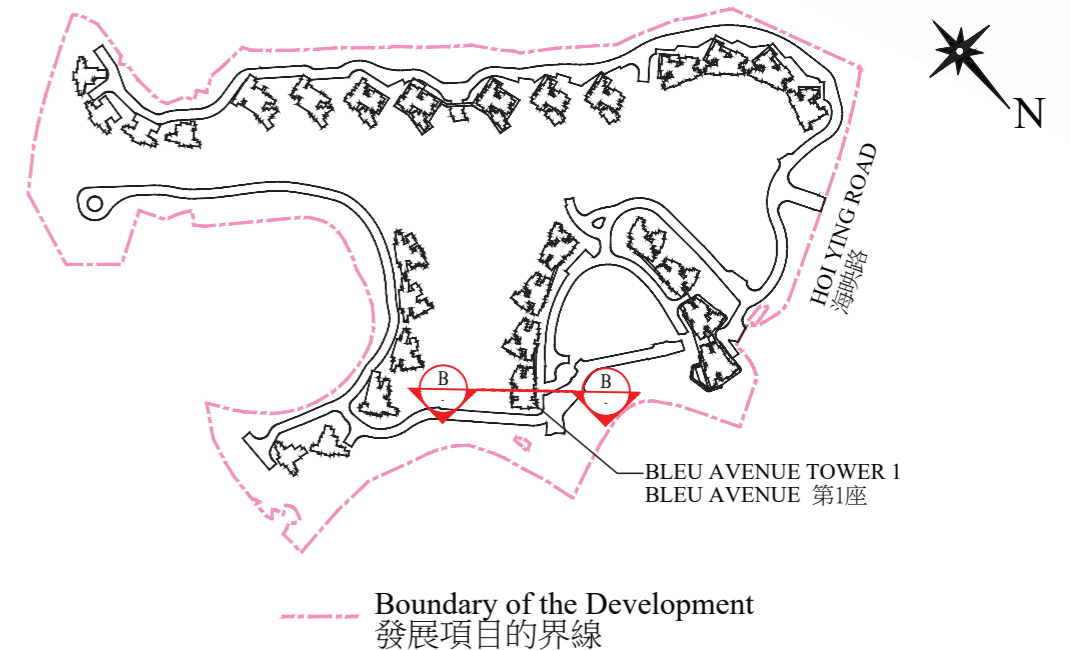 N
HOI YING ROAD
海映路
B
B
BLEU AVENUE TOWER 1
BLEU AVENUE 第1座
Boundary of the Development
發展項目的界線